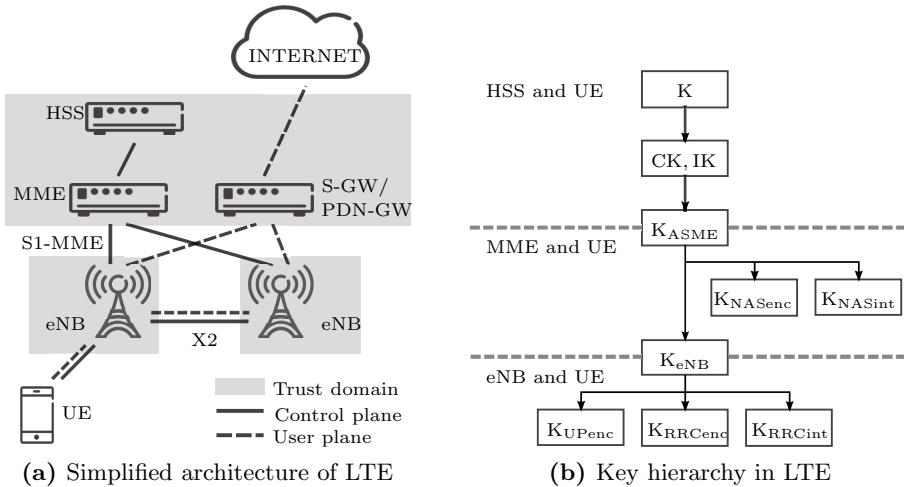 INTERNET
HSS
MME
S-GW/
PDN-GW
S1-MME
eNB
eNB
X2
UE
Trust domain
Control plane
User plane
(a) Simplified architecture of LTE
HSS and UE
K
CK, IK
K_ASME
MME and UE
K_NASenc
K_NASint
K_eNB
eNB and UE
K_UPenc
K_RRCenc
K_RRCint
(b) Key hierarchy in LTE